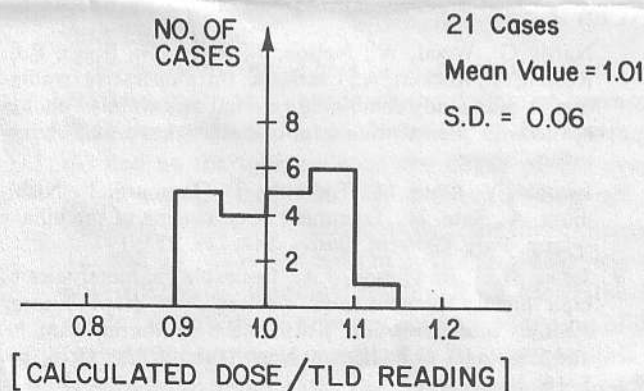 NO. OF
CASES
21 Cases
Mean Value = 1.01
S.D. = 0.06
8
6
4
2
0.8 0.9 1.0 1.1 1.2
[CALCULATED DOSE/TLD READING]